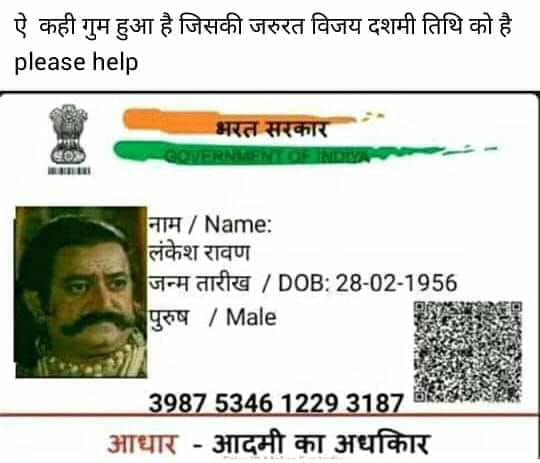 ऐ कही गुम हुआ है जिसकी जरुरत विजय दशमी तिथि को है
please help
भरत सरकार
GOVERNMENT OF INDIYA
नाम / Name:
लंकेश रावण
जन्म तारीख / DOB: 28-02-1956
पुरुष / Male
3987 5346 1229 3187
आधार - आदमी का अधकिार